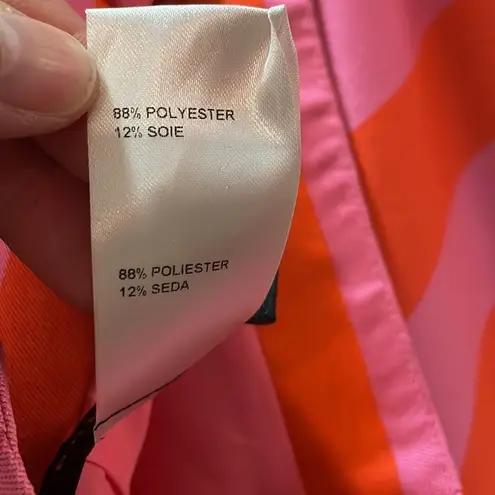 88% POLYESTER
12% SOIE
88% POLIESTER
12% SEDA